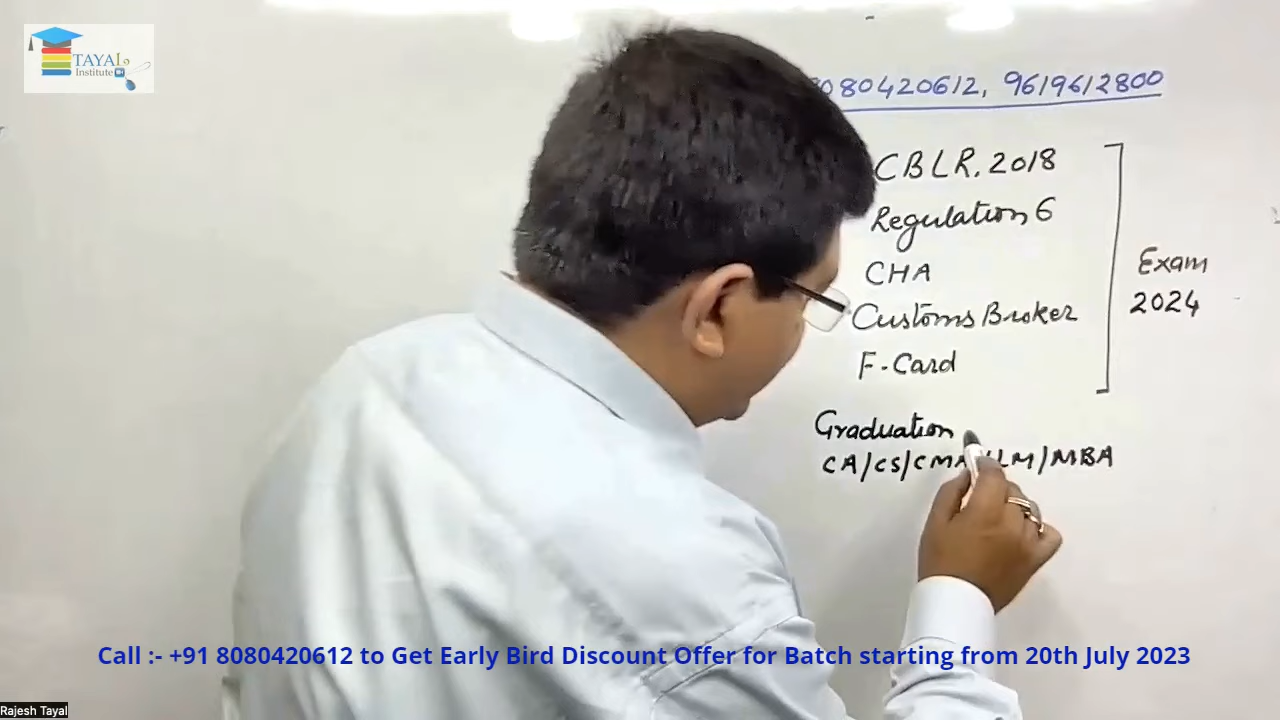 TAYAL
Institute
8080420612, 9619612800
CBLR, 2018
Regulation 6
CHA
Customs Broker
F-Card
Exam
2024
Graduation
CA/CS/CMA/LLM/MBA
Call :- +91 8080420612 to Get Early Bird Discount Offer for Batch starting from 20th July 2023
Rajesh Tayal